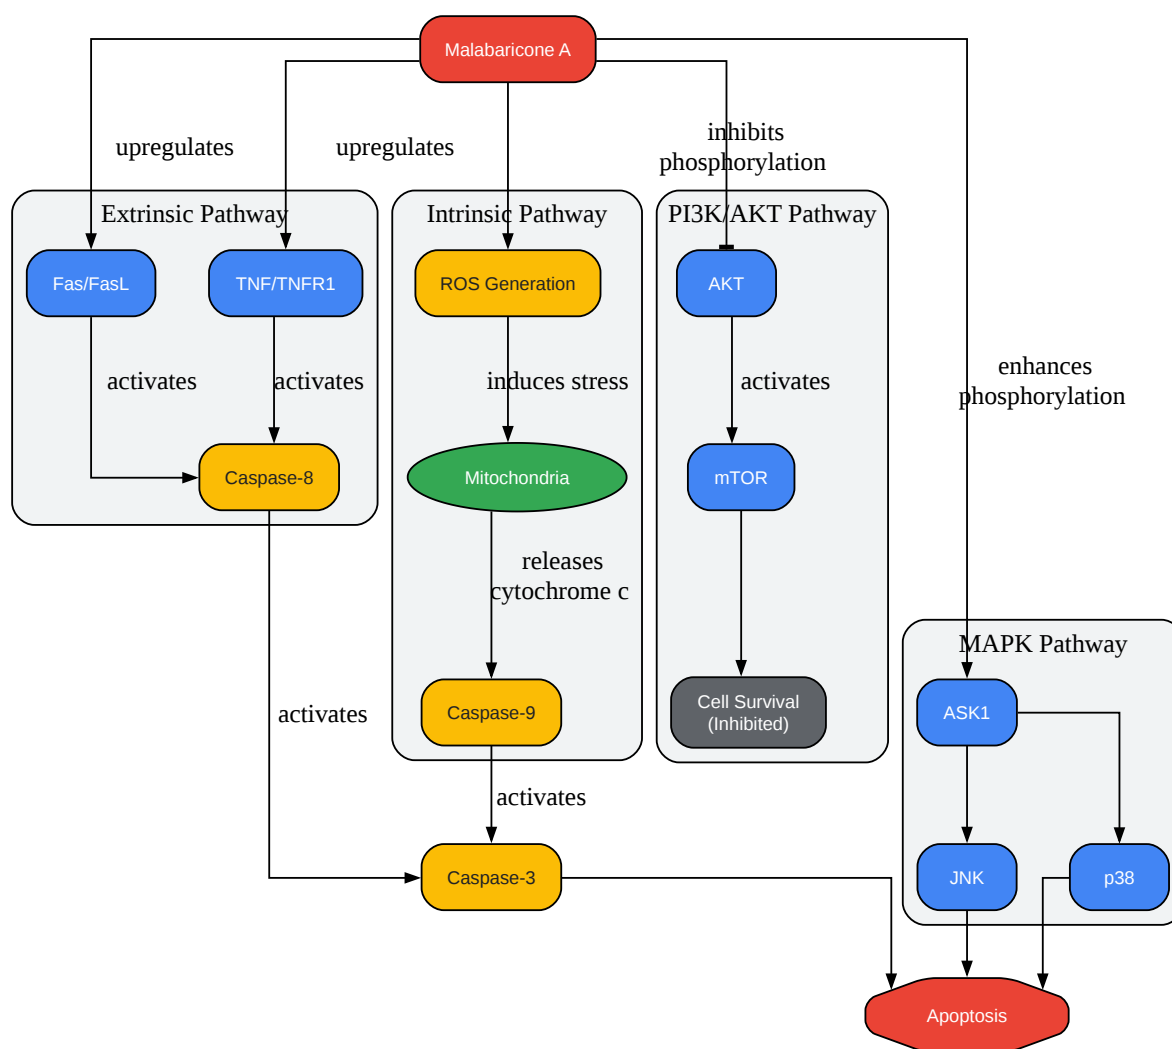 Malabaricone A
upregulates
upregulates
inhibits
phosphorylation
Extrinsic Pathway
Intrinsic Pathway
PI3K/AKT Pathway
Fas/FasL
TNF/TNFR1
ROS Generation
AKT
activates
activates
induces stress
activates
enhances
phosphorylation
Caspase-8
Mitochondria
mTOR
releases
cytochrome c
MAPK Pathway
activates
Caspase-9
Cell Survival
(Inhibited)
ASK1
activates
Caspase-3
JNK
p38
Apoptosis